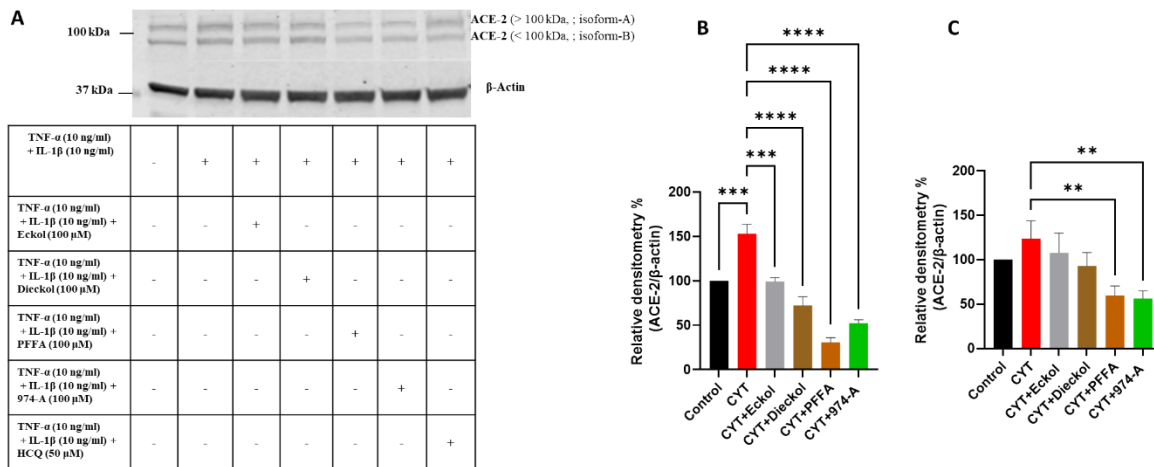 A
100 kDa
ACE-2 (> 100 kDa, ; isoform-A)
ACE-2 (< 100 kDa, ; isoform-B)
37 kDa
β-Actin
TNF-α (10 ng/ml)
+ IL-1β (10 ng/ml)
- + + + + + +
TNF-α (10 ng/ml)
+ IL-1β (10 ng/ml) +
Eckol (100 μM)
- - + - - - -
TNF-α (10 ng/ml)
+ IL-1β (10 ng/ml) +
Dieckol (100 μM)
- - - + - - -
TNF-α (10 ng/ml)
+ IL-1β (10 ng/ml) +
PFFA (100 μM)
- - - - + - -
TNF-α (10 ng/ml)
+ IL-1β (10 ng/ml) +
974-A (100 μM)
- - - - - + -
TNF-α (10 ng/ml)
+ IL-1β (10 ng/ml) +
HCQ (50 μM)
- - - - - - +
B
****
****
****
***
***
Relative densitometry %
(ACE-2/β-actin)
200
150
100
50
0
Control
CYT
CYT+Eckol
CYT+Dieckol
CYT+PFFA
CYT+974-A
C
**
**
Relative densitometry %
(ACE-2/β-actin)
200
150
100
50
0
Control
CYT
CYT+Eckol
CYT+Dieckol
CYT+PFFA
CYT+974-A